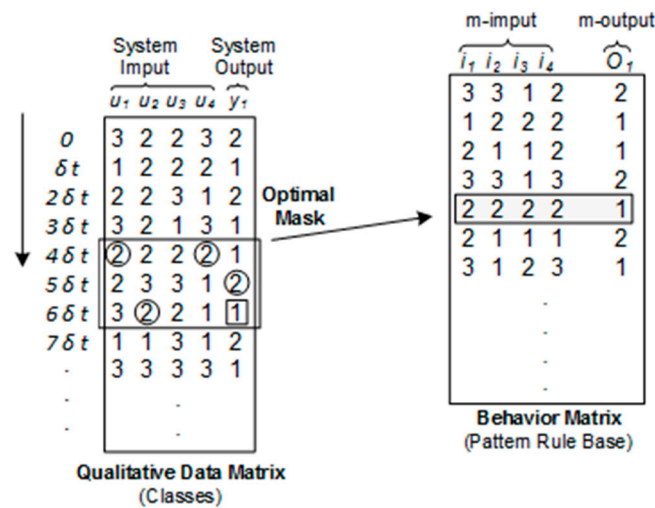 System Imput
System Output
u1 u2 u3 u4 y1
0 3 2 2 3 2
δt 1 2 2 2 1
2δt 2 2 3 1 2
3δt 3 2 1 3 1
4δt 2 2 2 2 1
5δt 2 3 3 1 2
6δt 3 2 2 1 1
7δt 1 1 3 1 2
. 3 3 3 3 1
. .
. .
Qualitative Data Matrix
(Classes)
Optimal
Mask
m-imput m-output
i1 i2 i3 i4 O1
3 3 1 2 2
1 2 2 2 1
2 1 1 2 1
3 3 1 3 2
2 2 2 2 1
2 1 1 1 2
3 1 2 3 1
.
.
.
.
Behavior Matrix
(Pattem Rule Base)